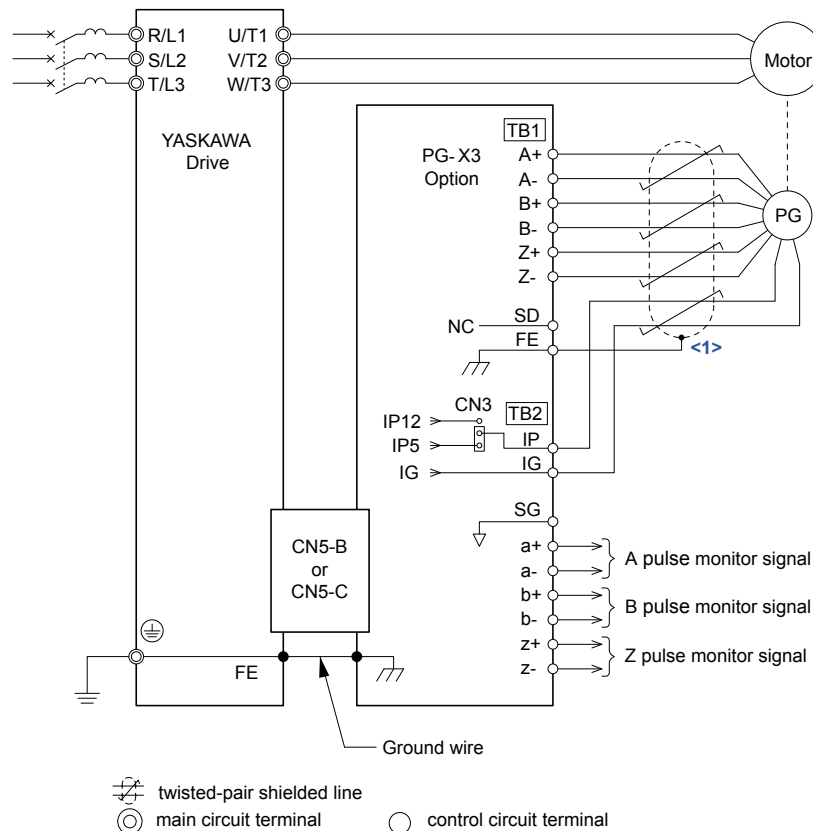 R/L1 U/T1
S/L2 V/T2
T/L3 W/T3
Motor
YASKAWA
Drive
PG- X3
Option
TB1
A+
A-
B+
B-
Z+
Z-
PG
NC SD
FE
<1>
CN3 TB2
IP12
IP5 IP
IG IG
SG
CN5-B
or
CN5-C
a+
a-
A pulse monitor signal
b+
b-
B pulse monitor signal
z+
z-
Z pulse monitor signal
FE
Ground wire
twisted-pair shielded line
main circuit terminal control circuit terminal